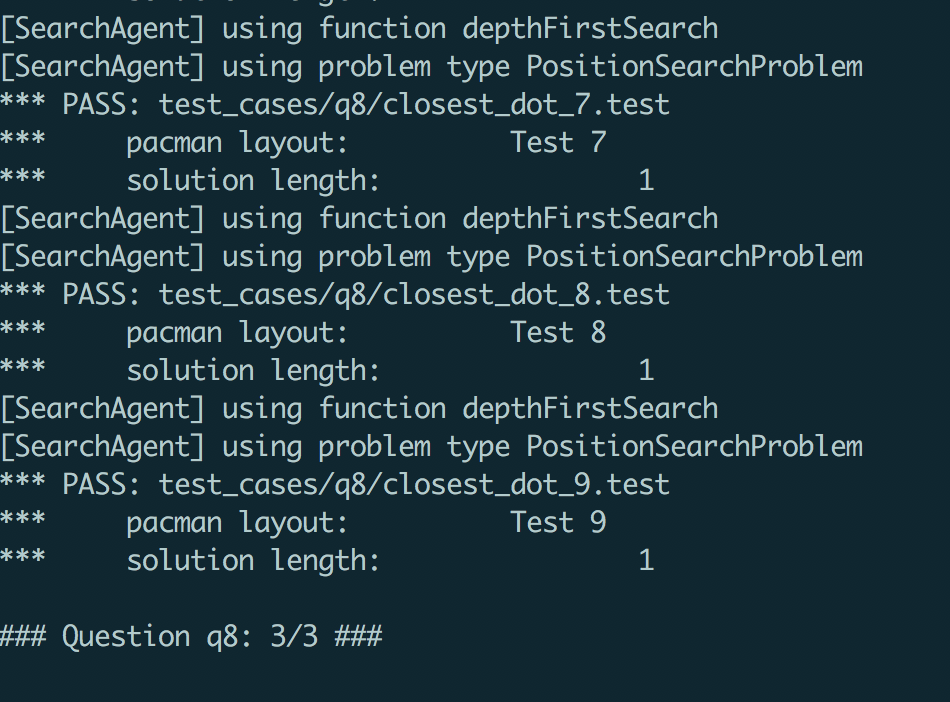 [SearchAgent] using function depthFirstSearch
[SearchAgent] using problem type PositionSearchProblem
*** PASS: test_cases/q8/closest_dot_7.test
***     pacman layout:          Test 7
***     solution length:                1
[SearchAgent] using function depthFirstSearch
[SearchAgent] using problem type PositionSearchProblem
*** PASS: test_cases/q8/closest_dot_8.test
***     pacman layout:          Test 8
***     solution length:                1
[SearchAgent] using function depthFirstSearch
[SearchAgent] using problem type PositionSearchProblem
*** PASS: test_cases/q8/closest_dot_9.test
***     pacman layout:          Test 9
***     solution length:                1
### Question q8: 3/3 ###